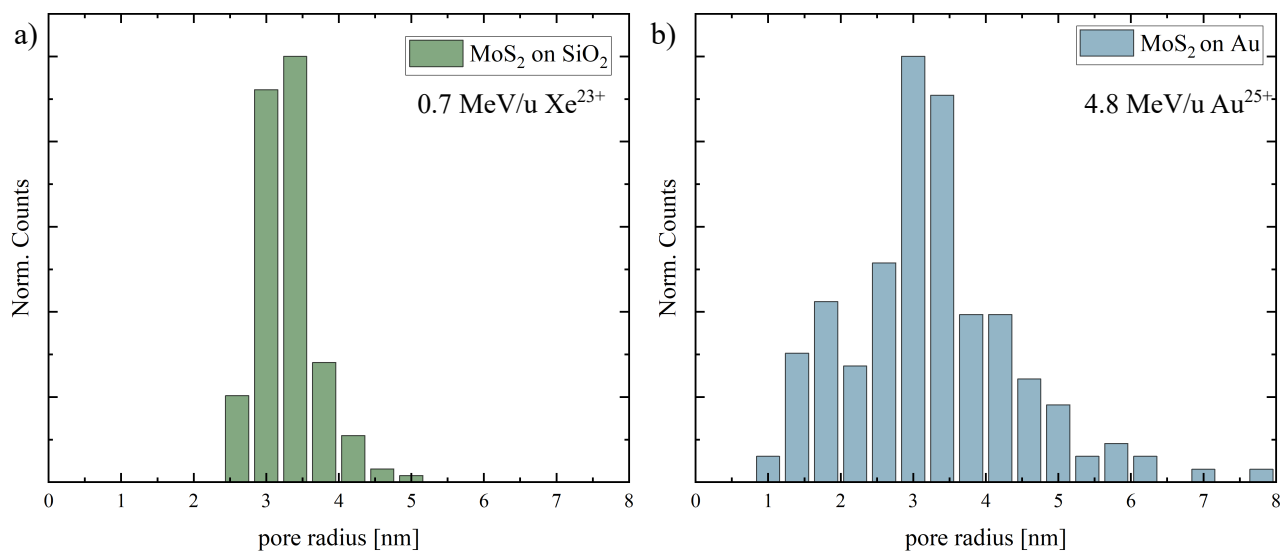 a)
MoS₂ on SiO₂
0.7 MeV/u Xe²³⁺
Norm. Counts
0 1 2 3 4 5 6 7 8
pore radius [nm]
b)
MoS₂ on Au
4.8 MeV/u Au²⁵⁺
Norm. Counts
0 1 2 3 4 5 6 7 8
pore radius [nm]